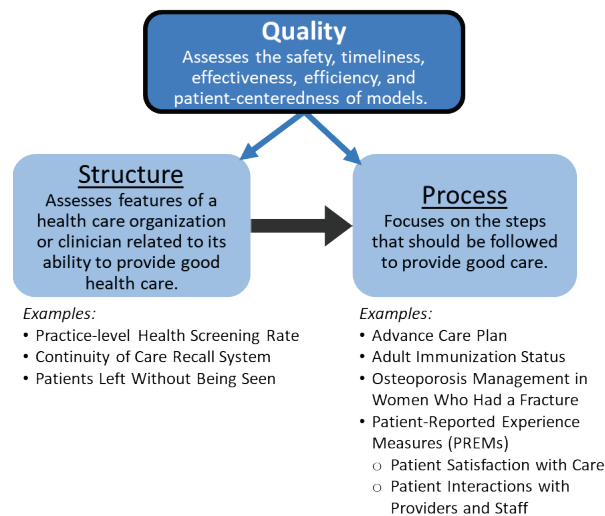 Quality
Assesses the safety, timeliness,
effectiveness, efficiency, and
patient-centeredness of models.
Structure
Assesses features of a
health care organization
or clinician related to its
ability to provide good
health care.
Process
Focuses on the steps
that should be followed
to provide good care.
Examples:
• Practice-level Health Screening Rate
• Continuity of Care Recall System
• Patients Left Without Being Seen
Examples:
• Advance Care Plan
• Adult Immunization Status
• Osteoporosis Management in
Women Who Had a Fracture
• Patient-Reported Experience
Measures (PREMs)
o Patient Satisfaction with Care
o Patient Interactions with
Providers and Staff